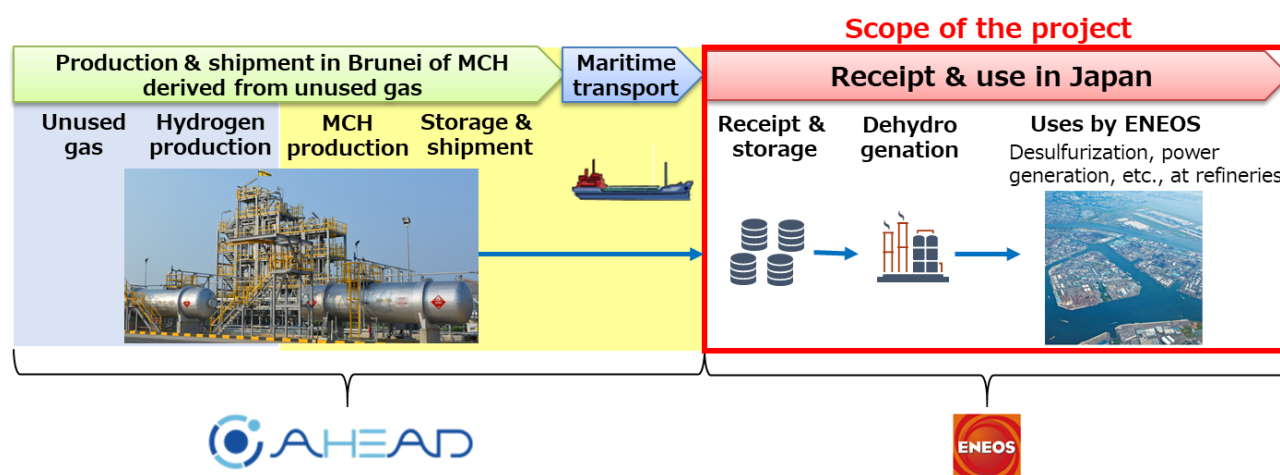 Scope of the project
Production & shipment in Brunei of MCH
derived from unused gas
Maritime
transport
Receipt & use in Japan
Unused
gas
Hydrogen
production
MCH
production
Storage &
shipment
Receipt &
storage
Dehydro
genation
Uses by ENEOS
Desulfurization, power
generation, etc., at refineries
AHEAD
ENEOS